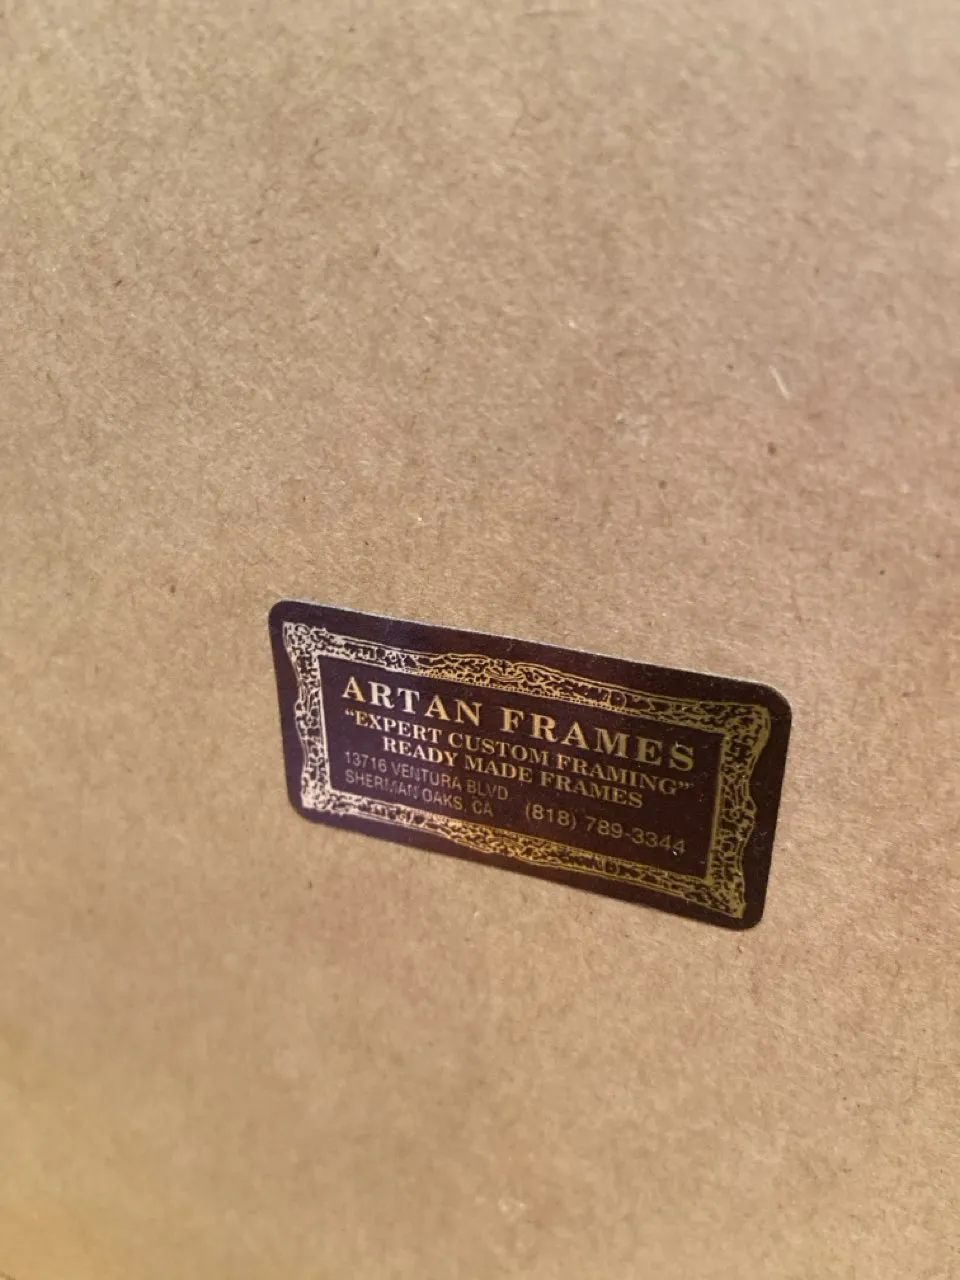 ARTAN FRAMES
“EXPERT CUSTOM FRAMING”
READY MADE FRAMES
13716 VENTURA BLVD
SHERMAN OAKS, CA (818) 789-3344